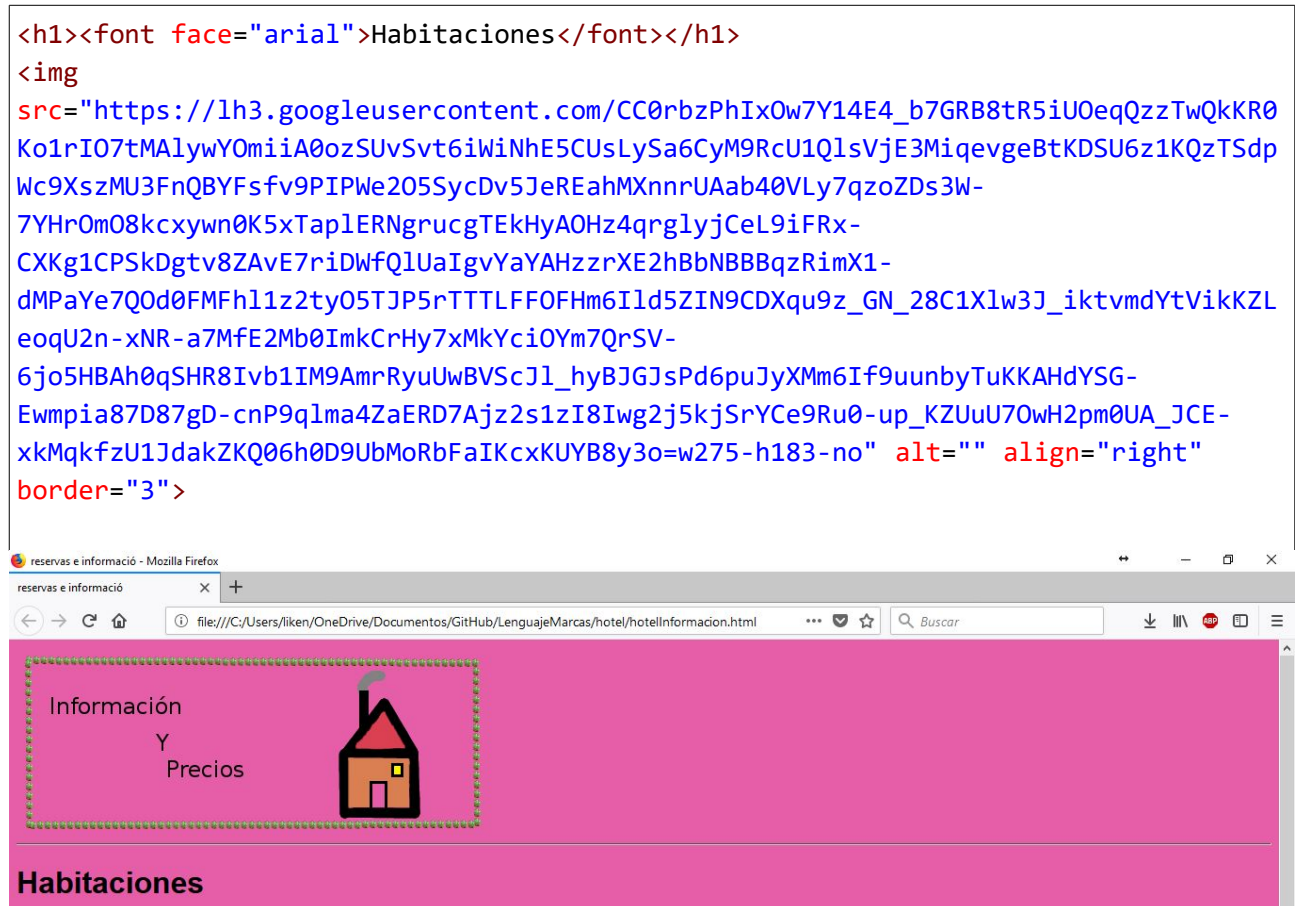 <h1><font face="arial">Habitaciones</font></h1>
<img
src="https://lh3.googleusercontent.com/CC0rbzPhIxOw7Y14E4_b7GRB8tR5iUOeqQzzTwQkKR0
Ko1rIO7tMAlywYOmiiA0ozSUvSvt6iWiNhE5CUsLySa6CyM9RcU1QlsVjE3MiqevgeBtKDSU6z1KQzTSdp
Wc9XszMU3FnQBYFsfv9PIPWe2O5SycDv5JeREahMXnnrUAab40VLy7qzoZDs3W-
7YHrOmO8kcxywn0K5xTaplERNgrucgTEkHyAOHz4qrglyjCeL9iFRx-
CXKg1CPSkDgtv8ZAvE7riDWfQlUaIgvYaYAHzzrXE2hBbNBBBqzRimX1-
dMPaYe7QOd0FMFhl1z2tyO5TJP5rTTTLFFOFHm6Ild5ZIN9CDXqu9z_GN_28C1Xlw3J_iktvmdYtVikKZL
eoqU2n-xNR-a7MfE2Mb0ImkCrHy7xMkYciOYm7QrSV-
6jo5HBAh0qSHR8Ivb1IM9AmrRyuUwBVScJl_hyBJGJsPd6puJyXMm6If9uunbyTuKKAHdYSG-
Ewmpia87D87gD-cnP9qlma4ZaERD7Ajz2s1zI8Iwg2j5kjSrYCe9Ru0-up_KZUuU7OwH2pm0UA_JCE-
xkMqkfzU1JdakZKQ06h0D9UbMoRbFaIKcxKUYB8y3o=w275-h183-no" alt="" align="right"
border="3">
reservas e informació - Mozilla Firefox
reservas e informació
file:///C:/Users/liken/OneDrive/Documentos/GitHub/LenguajeMarcas/hotel/hotelInformacion.html
Buscar
ABP
Información
Y
Precios
Habitaciones